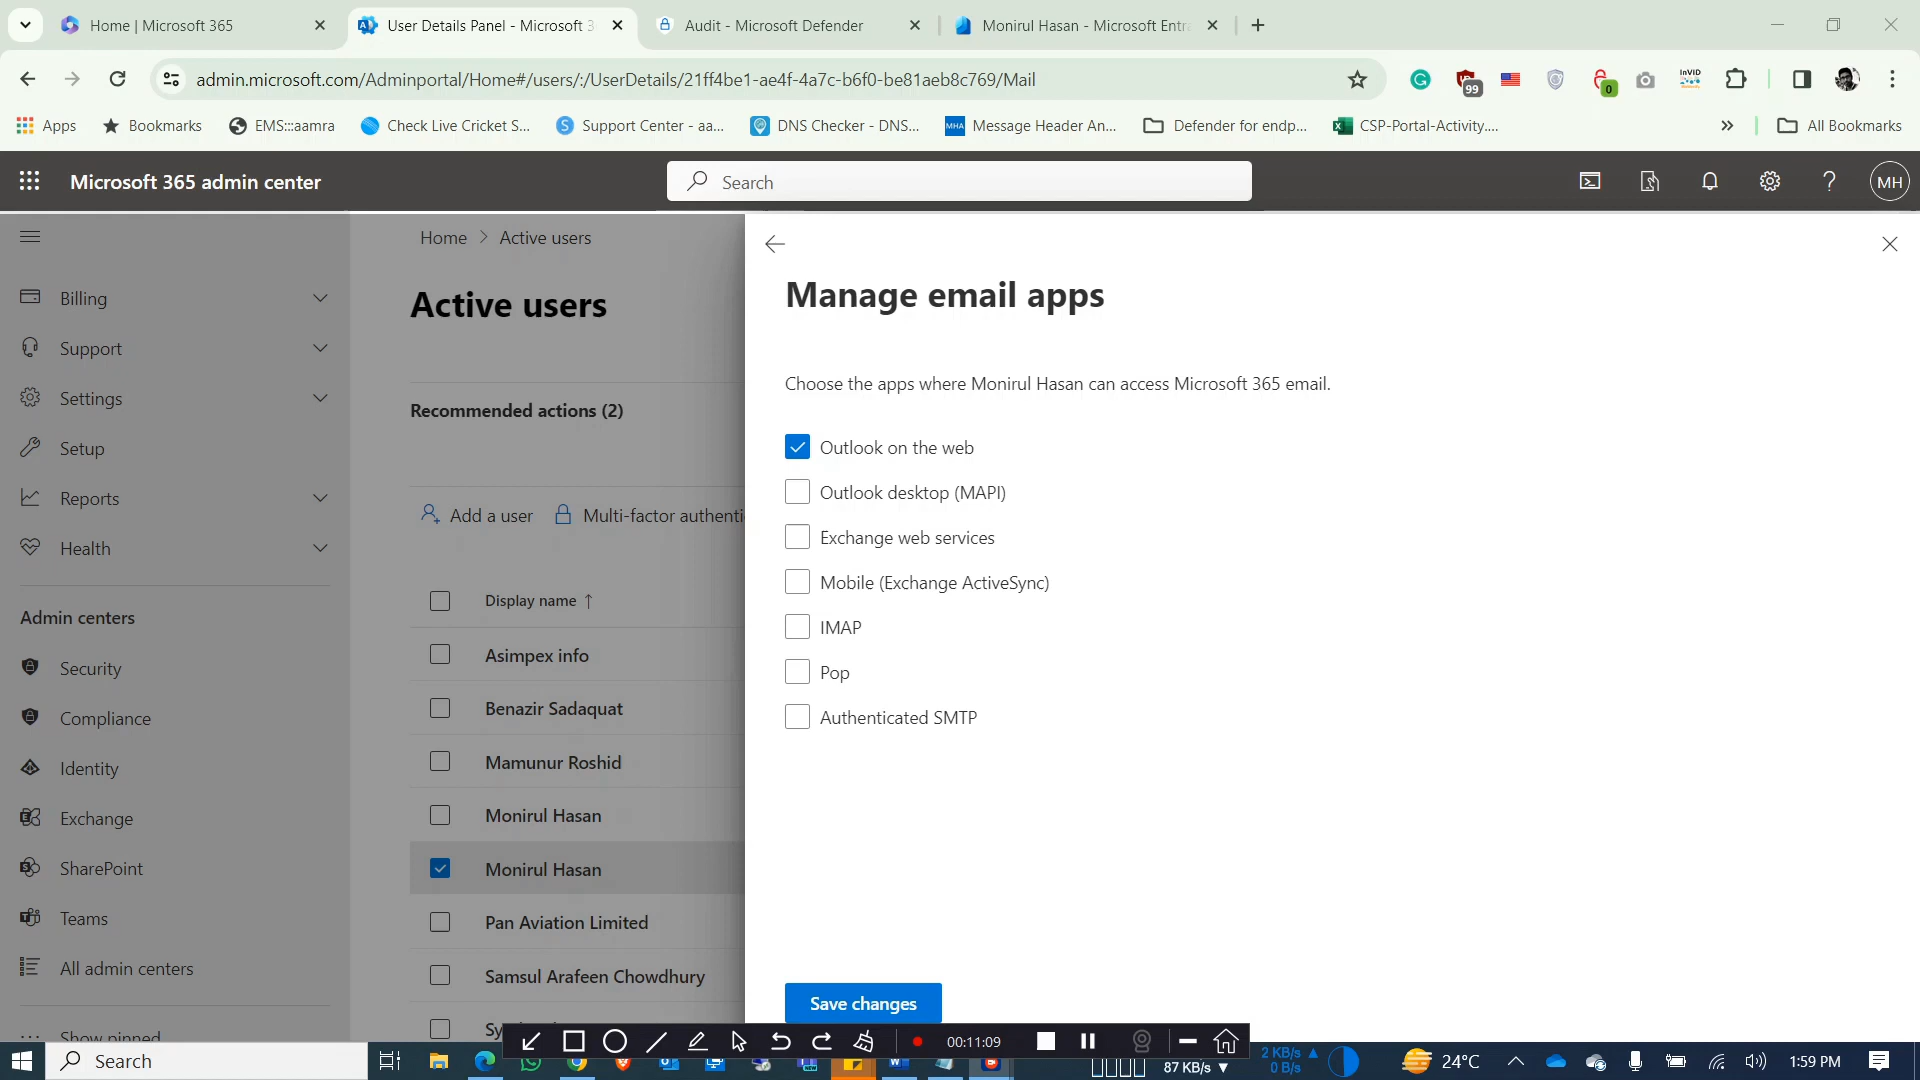 Home | Microsoft 365
User Details Panel - Microsoft 3
Audit - Microsoft Defender
Monirul Hasan - Microsoft Entra
admin.microsoft.com/Adminportal/Home#/users/:/UserDetails/21ff4be1-ae4f-4a7c-b6f0-be81aeb8c769/Mail
99
0
InVID
Apps
Bookmarks
EMS:::aamra
Check Live Cricket S...
Support Center - aa...
DNS Checker - DNS...
MHA
Message Header An...
Defender for endp...
CSP-Portal-Activity....
All Bookmarks
Microsoft 365 admin center
Search
MH
Home > Active users
Billing
Support
Settings
Setup
Reports
Health
Admin centers
Security
Compliance
Identity
Exchange
SharePoint
Teams
All admin centers
Show pinned
Active users
Recommended actions (2)
Add a user
Multi-factor authenti
Display name ↑
Asimpex info
Benazir Sadaquat
Mamunur Roshid
Monirul Hasan
Monirul Hasan
Pan Aviation Limited
Samsul Arafeen Chowdhury
Manage email apps
Choose the apps where Monirul Hasan can access Microsoft 365 email.
Outlook on the web
Outlook desktop (MAPI)
Exchange web services
Mobile (Exchange ActiveSync)
IMAP
Pop
Authenticated SMTP
Save changes
00:11:09
Search
2 KB/s
0 B/s
87 KB/s
24°C
1:59 PM